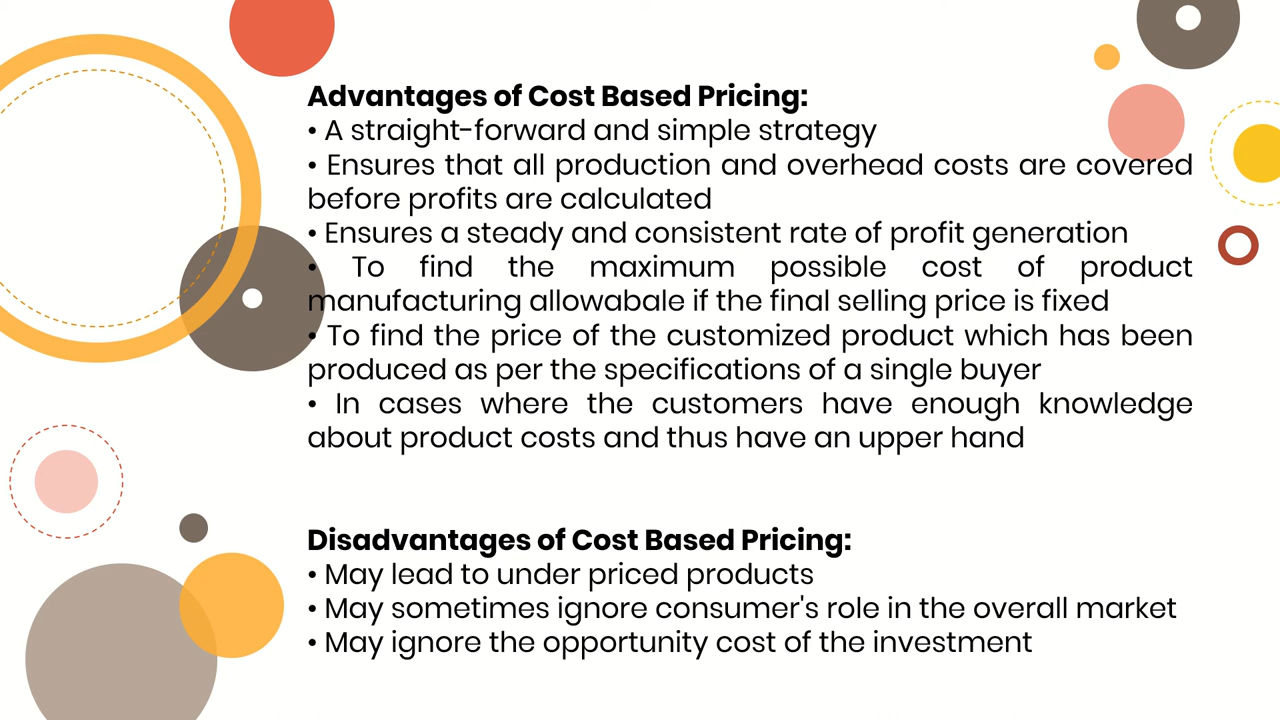 Advantages of Cost Based Pricing:
• A straight-forward and simple strategy
• Ensures that all production and overhead costs are covered
before profits are calculated
• Ensures a steady and consistent rate of profit generation
• To find the maximum possible cost of product
manufacturing allowabale if the final selling price is fixed
• To find the price of the customized product which has been
produced as per the specifications of a single buyer
• In cases where the customers have enough knowledge
about product costs and thus have an upper hand
Disadvantages of Cost Based Pricing:
• May lead to under priced products
• May sometimes ignore consumer's role in the overall market
• May ignore the opportunity cost of the investment